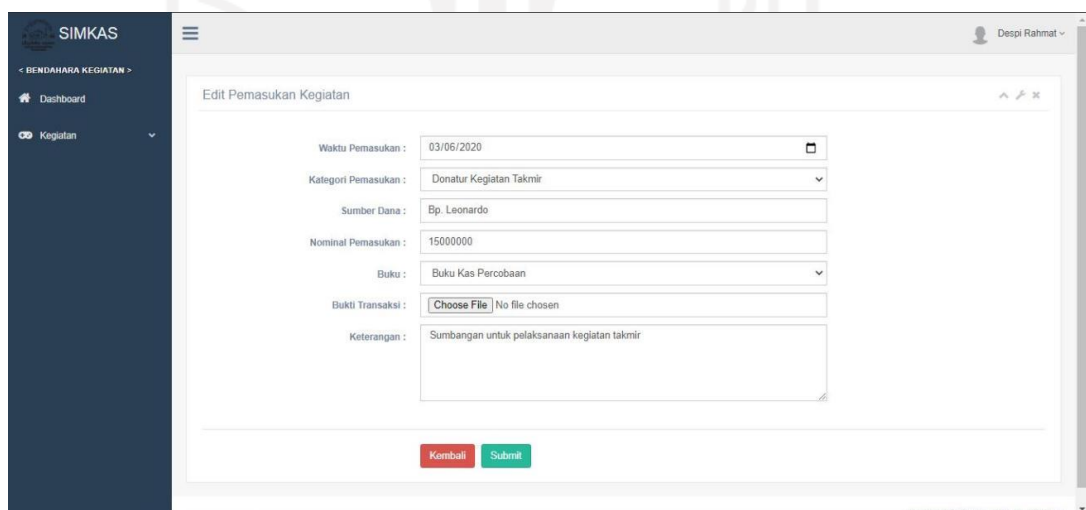 SIMKAS
Despi Rahmat
< BENDAHARA KEGIATAN >
Dashboard
Kegiatan
Edit Pemasukan Kegiatan
Waktu Pemasukan : 03/06/2020
Kategori Pemasukan : Donatur Kegiatan Takmir
Sumber Dana : Bp. Leonardo
Nominal Pemasukan : 15000000
Buku : Buku Kas Percobaan
Bukti Transaksi : Choose File No file chosen
Keterangan : Sumbangan untuk pelaksanaan kegiatan takmir
Kembali Submit